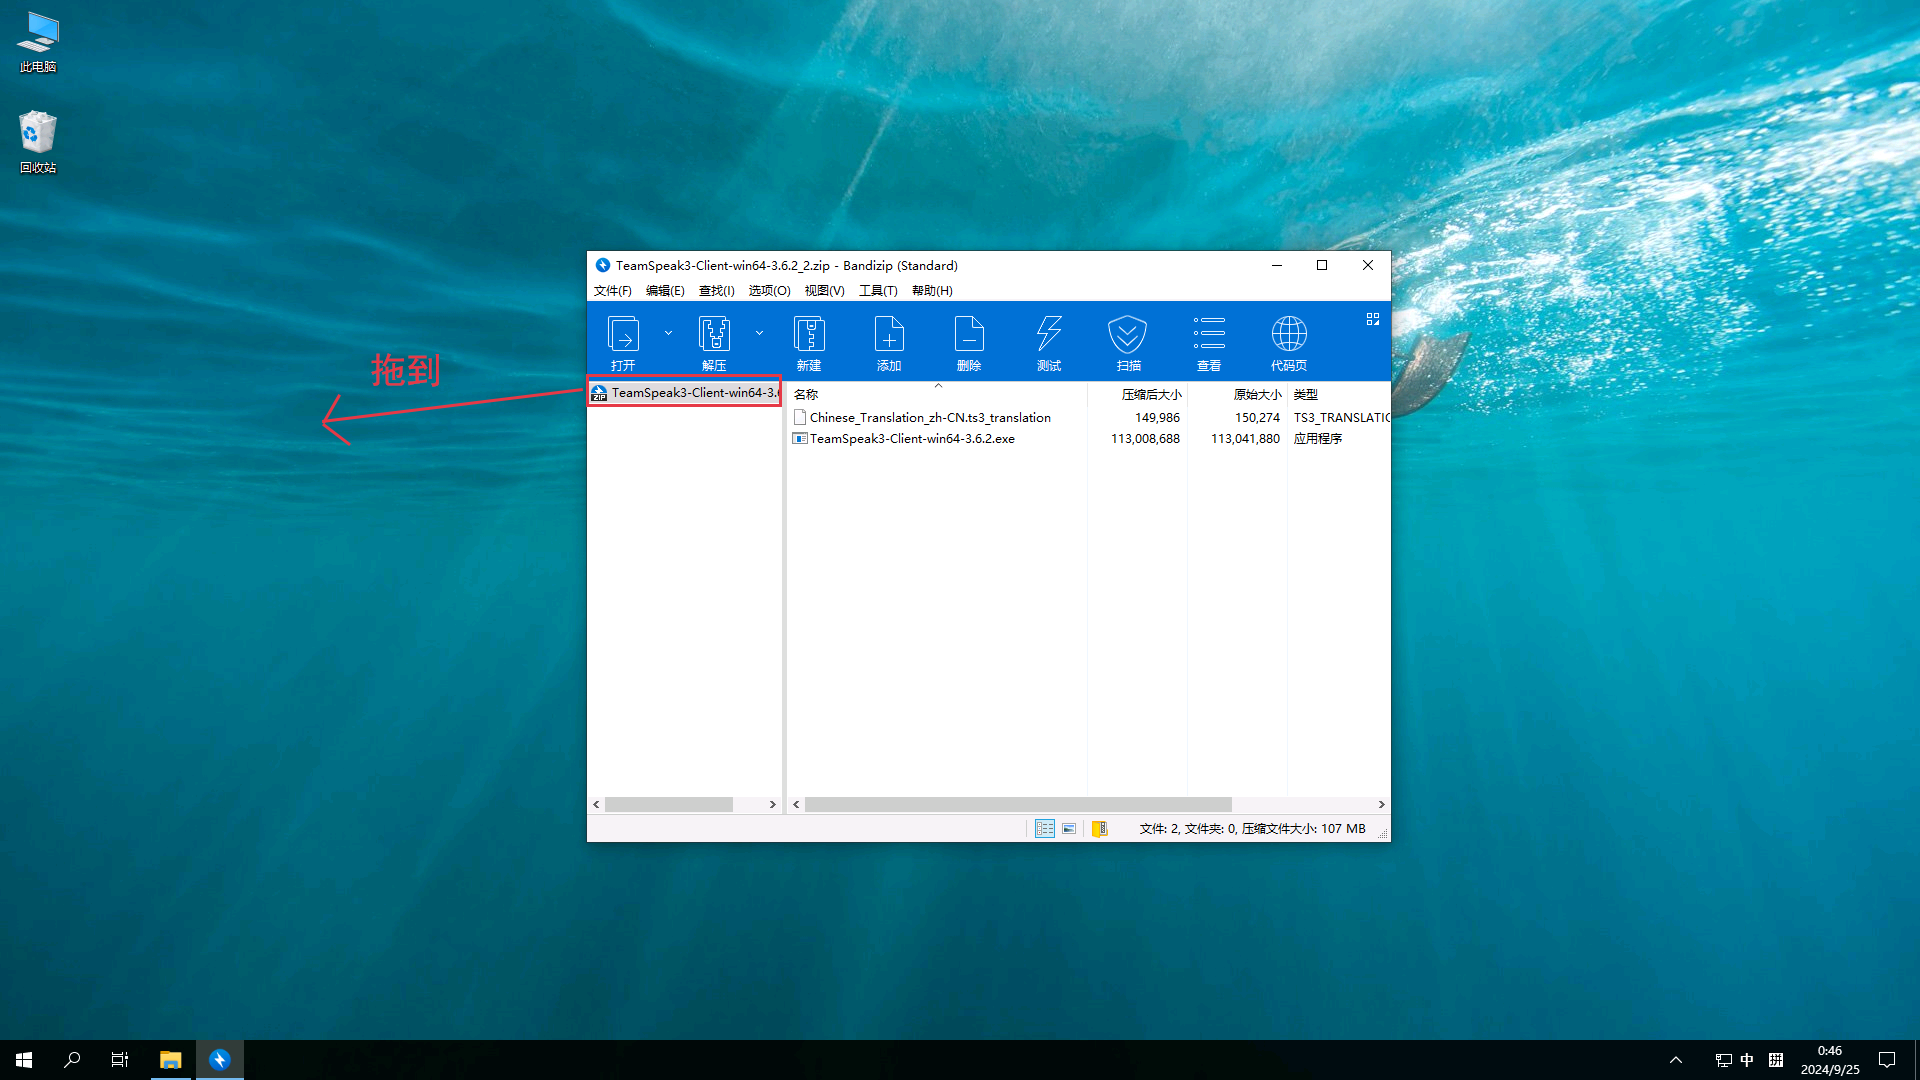 此电脑
回收站
拖到
TeamSpeak3-Client-win64-3.6.2_2.zip - Bandizip (Standard)
文件(F) 编辑(E) 查找(I) 选项(O) 视图(V) 工具(T) 帮助(H)
打开 解压 新建 添加 删除 测试 扫描 查看 代码页
ZIP TeamSpeak3-Client-win64-3.6
名称 压缩后大小 原始大小 类型
Chinese_Translation_zh-CN.ts3_translation 149,986 150,274 TS3_TRANSLATIO
TeamSpeak3-Client-win64-3.6.2.exe 113,008,688 113,041,880 应用程序
文件: 2, 文件夹: 0, 压缩文件大小: 107 MB
中 拼
0:46
2024/9/25